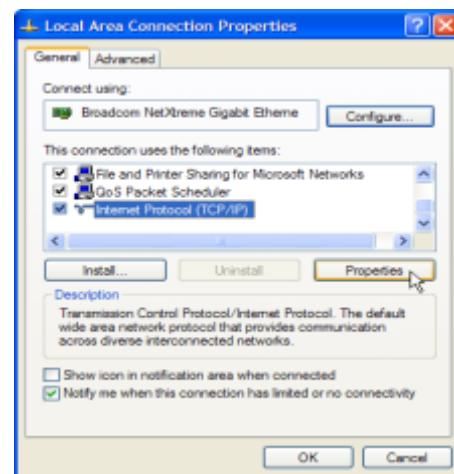 Local Area Connection Properties
General Advanced
Connect using:
Broadcom NetXtreme Gigabit Etherne Configure...
This connection uses the following items:
File and Printer Sharing for Microsoft Networks
QoS Packet Scheduler
Internet Protocol (TCP/IP)
Install... Uninstall Properties
Description
Transmission Control Protocol/Internet Protocol. The default
wide area network protocol that provides communication
across diverse interconnected networks.
Show icon in notification area when connected
Notify me when this connection has limited or no connectivity
OK Cancel